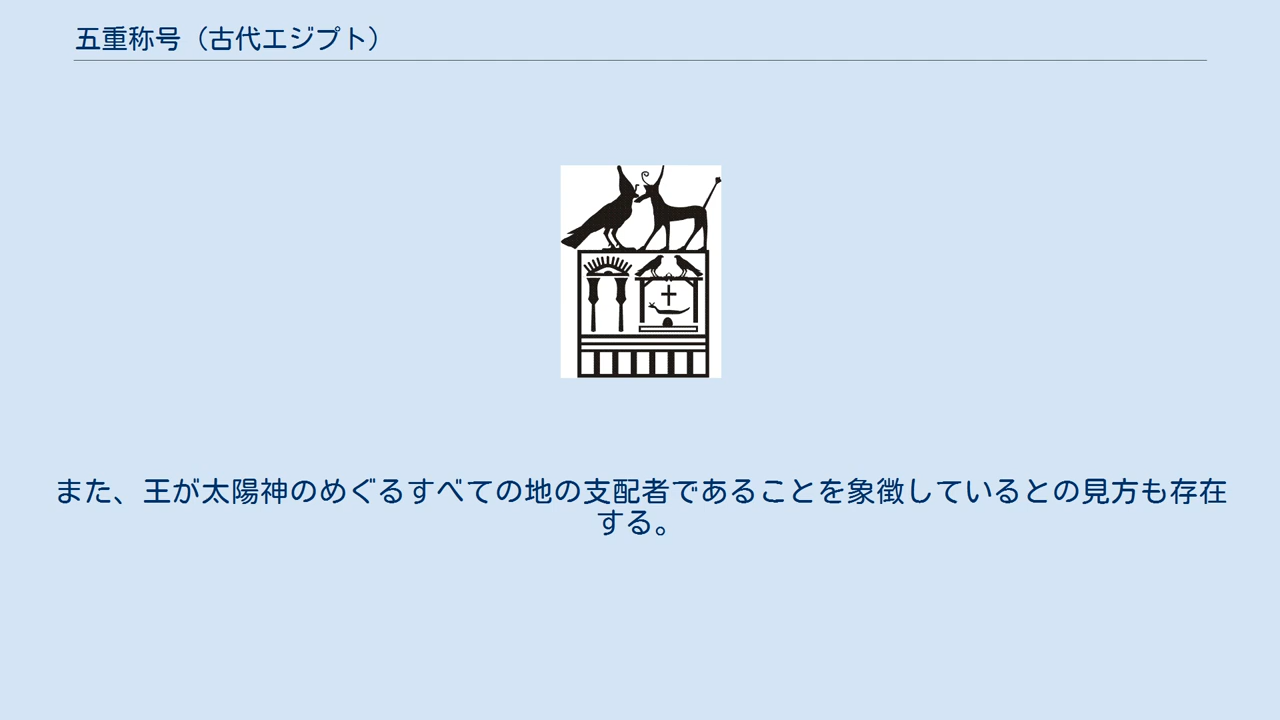 五重称号（古代エジプト）
また、王が太陽神のめぐるすべての地の支配者であることを象徴しているとの見方も存在
する。